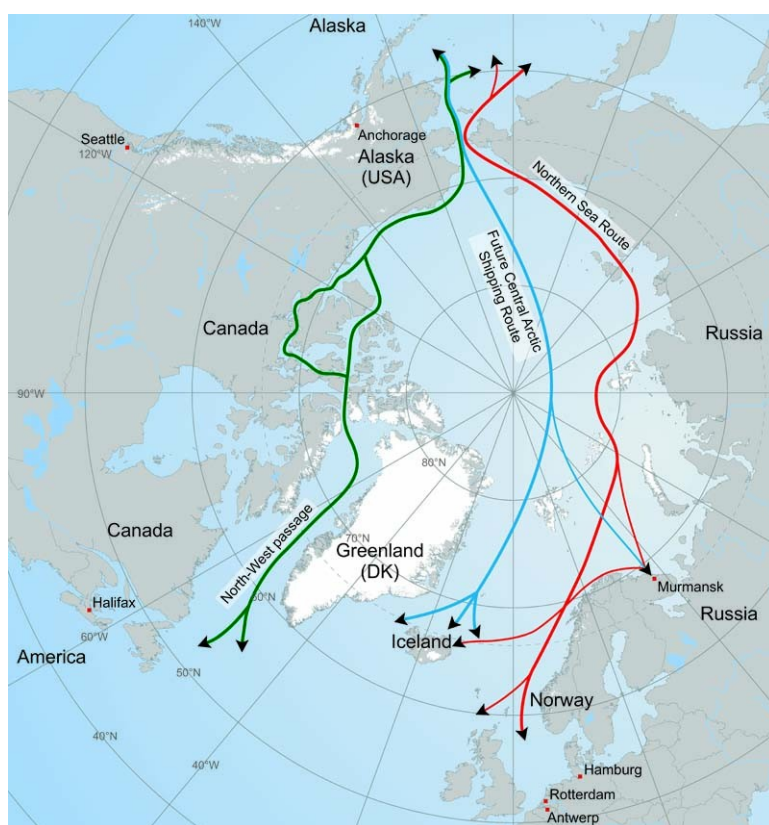 140°W
Alaska
Seattle
120°W
Anchorage
Alaska
(USA)
Northern Sea Route
Future Central Arctic
Shipping Route
Canada
Russia
90°W
80°N
Canada
North-West passage
70°N
Greenland
(DK)
60°N
Murmansk
Halifax
Russia
60°W
Iceland
America
50°N
Norway
40°N
40°W
Hamburg
Rotterdam
Antwerp